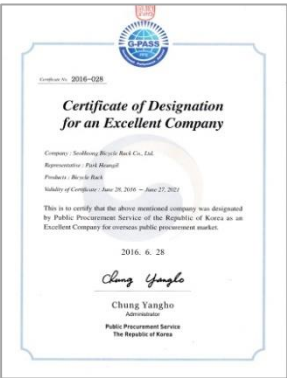 G-PASS
Certificate No. 2016-028
Certificate of Designation
for an Excellent Company
Company : SeoHeung Bicycle Rack Co., Ltd.
Representative : Park
Products : Bicycle Rack
Validity of Certificate : June 28, 2016 ~ June 27, 2021
This is to certify that the above mentioned company was designated
by Public Procurement Service of the Republic of Korea as an
Excellent Company for overseas public procurement market.
2016. 6. 28
Chung Yangho
Chung Yangho
Administrator
Public Procurement Service
The Republic of Korea